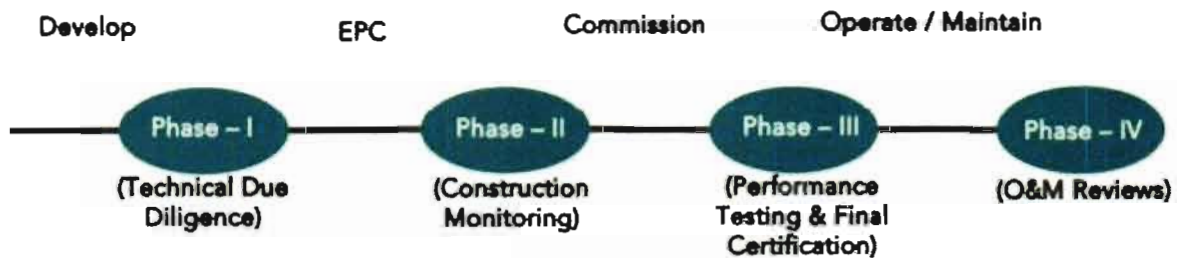 Develop
EPC
Commission
Operate / Maintain
Phase – I
Phase – II
Phase – III
Phase – IV
(Technical Due
Diligence)
(Construction
Monitoring)
(Performance
Testing & Final
Certification)
(O&M Reviews)